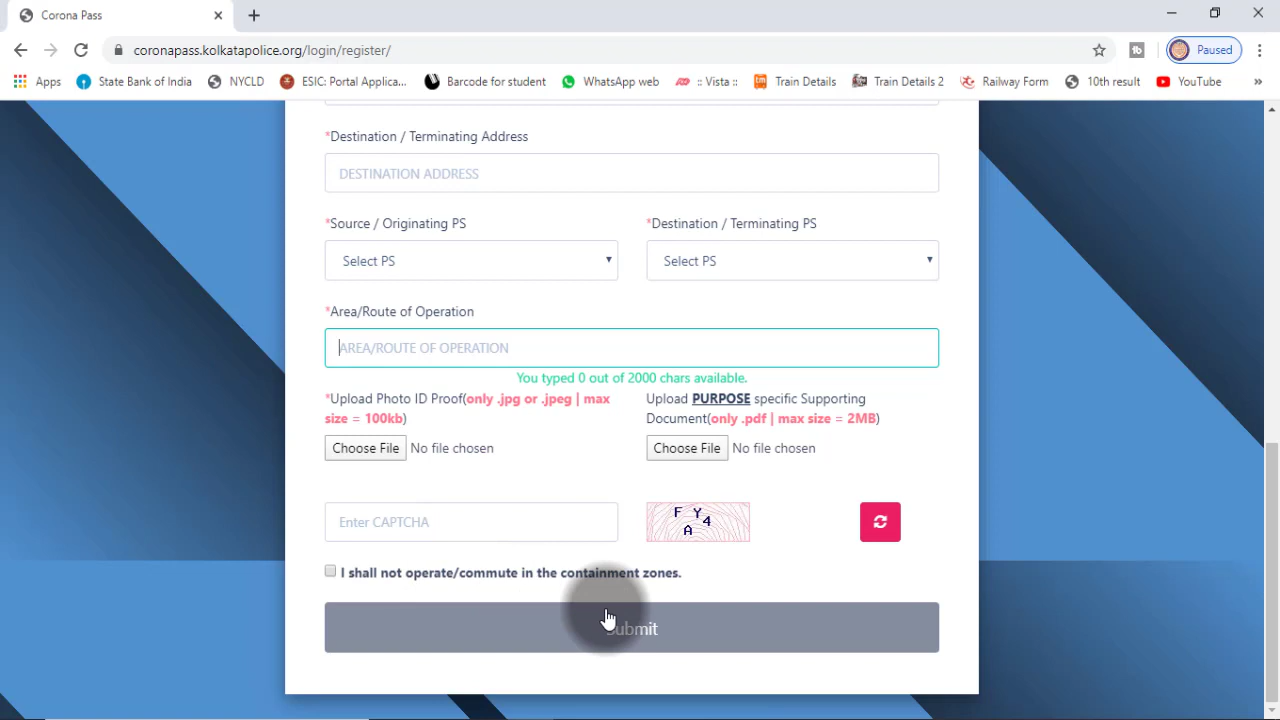 Corona Pass
coronapass.kolkatapolice.org/login/register/
Paused
Apps State Bank of India NYCLD ESIC: Portal Applica... Barcode for student WhatsApp web :: Vista :: Train Details Train Details 2 Railway Form 10th result YouTube »
*Destination / Terminating Address
DESTINATION ADDRESS
*Source / Originating PS *Destination / Terminating PS
Select PS Select PS
*Area/Route of Operation
AREA/ROUTE OF OPERATION
You typed 0 out of 2000 chars available.
*Upload Photo ID Proof(only .jpg or .jpeg | max Upload PURPOSE specific Supporting
size = 100kb) Document(only .pdf | max size = 2MB)
Choose File No file chosen Choose File No file chosen
Enter CAPTCHA F Y 4 A
I shall not operate/commute in the containment zones.
Submit